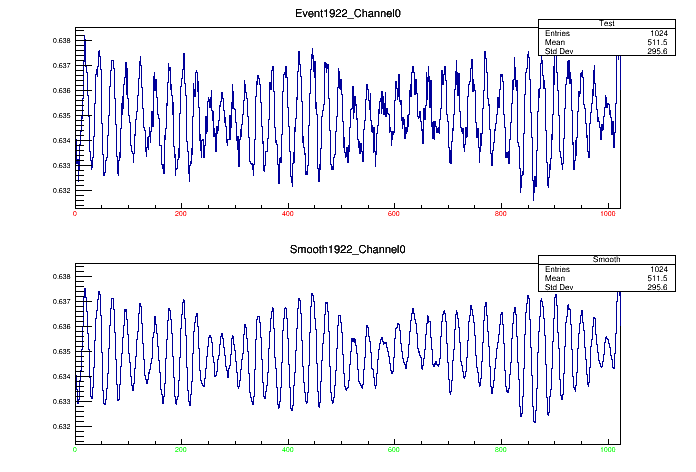 Event1922_Channel0
Test
Entries 1024
Mean 511.5
Std Dev 295.6
0.638
0.637
0.636
0.635
0.634
0.633
0.632
0 200 400 600 800 1000
Smooth1922_Channel0
Smooth
Entries 1024
Mean 511.5
Std Dev 295.6
0.638
0.637
0.636
0.635
0.634
0.633
0.632
0 200 400 600 800 1000